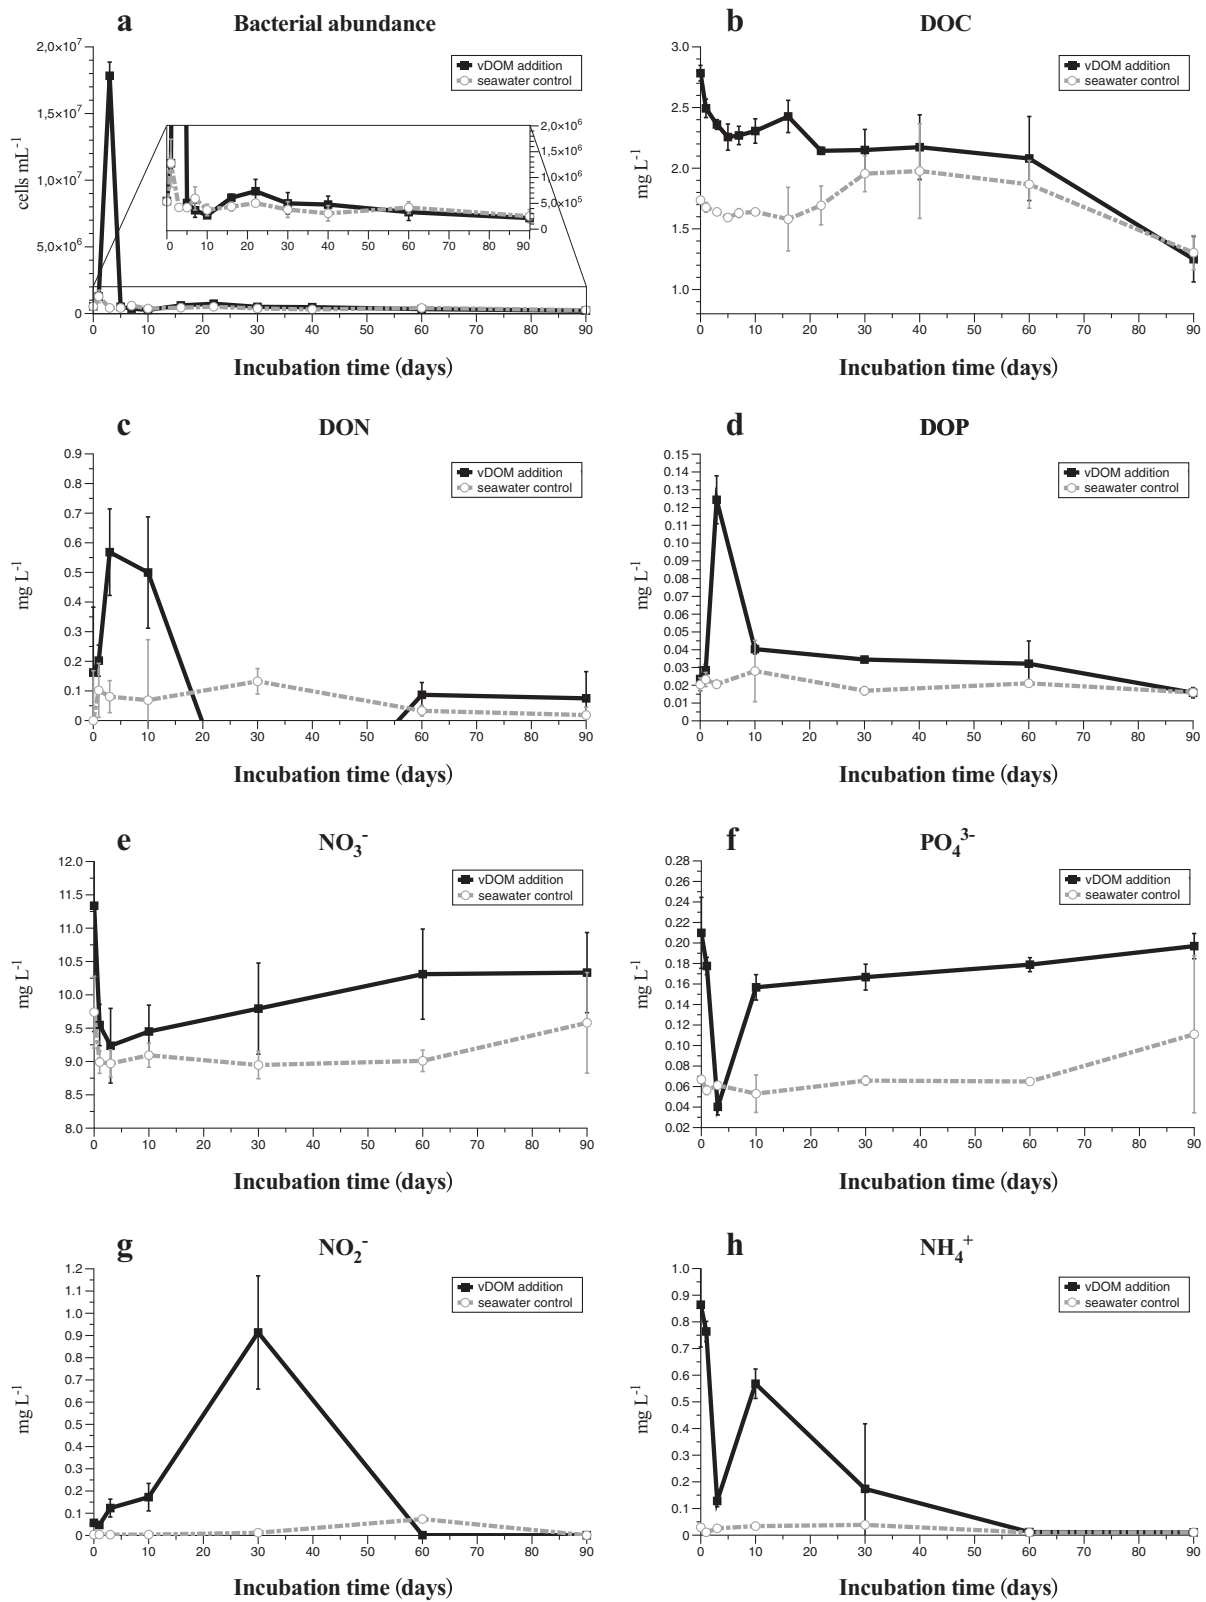 a Bacterial abundance
2,0×10⁷
1,5×10⁷
1,0×10⁷
5,0×10⁶
0
cells mL⁻¹
vDOM addition
seawater control
2,0×10⁶
1,5×10⁶
1,0×10⁶
5,0×10⁵
0
0 10 20 30 40 50 60 70 80 90
0 10 20 30 40 50 60 70 80 90
Incubation time (days)
b DOC
3.0
2.5
2.0
1.5
1.0
mg L⁻¹
vDOM addition
seawater control
0 10 20 30 40 50 60 70 80 90
Incubation time (days)
c DON
0.9
0.8
0.7
0.6
0.5
0.4
0.3
0.2
0.1
0
mg L⁻¹
vDOM addition
seawater control
0 10 20 30 40 50 60 70 80 90
Incubation time (days)
d DOP
0.15
0.14
0.13
0.12
0.11
0.10
0.09
0.08
0.07
0.06
0.05
0.04
0.03
0.02
0.01
0
mg L⁻¹
vDOM addition
seawater control
0 10 20 30 40 50 60 70 80 90
Incubation time (days)
e NO₃⁻
12.0
11.5
11.0
10.5
10.0
9.5
9.0
8.5
8.0
mg L⁻¹
vDOM addition
seawater control
0 10 20 30 40 50 60 70 80 90
Incubation time (days)
f PO₄³⁻
0.28
0.26
0.24
0.22
0.20
0.18
0.16
0.14
0.12
0.10
0.08
0.06
0.04
0.02
mg L⁻¹
vDOM addition
seawater control
0 10 20 30 40 50 60 70 80 90
Incubation time (days)
g NO₂⁻
1.2
1.1
1.0
0.9
0.8
0.7
0.6
0.5
0.4
0.3
0.2
0.1
0
mg L⁻¹
vDOM addition
seawater control
0 10 20 30 40 50 60 70 80 90
Incubation time (days)
h NH₄⁺
1.0
0.9
0.8
0.7
0.6
0.5
0.4
0.3
0.2
0.1
0
mg L⁻¹
vDOM addition
seawater control
0 10 20 30 40 50 60 70 80 90
Incubation time (days)